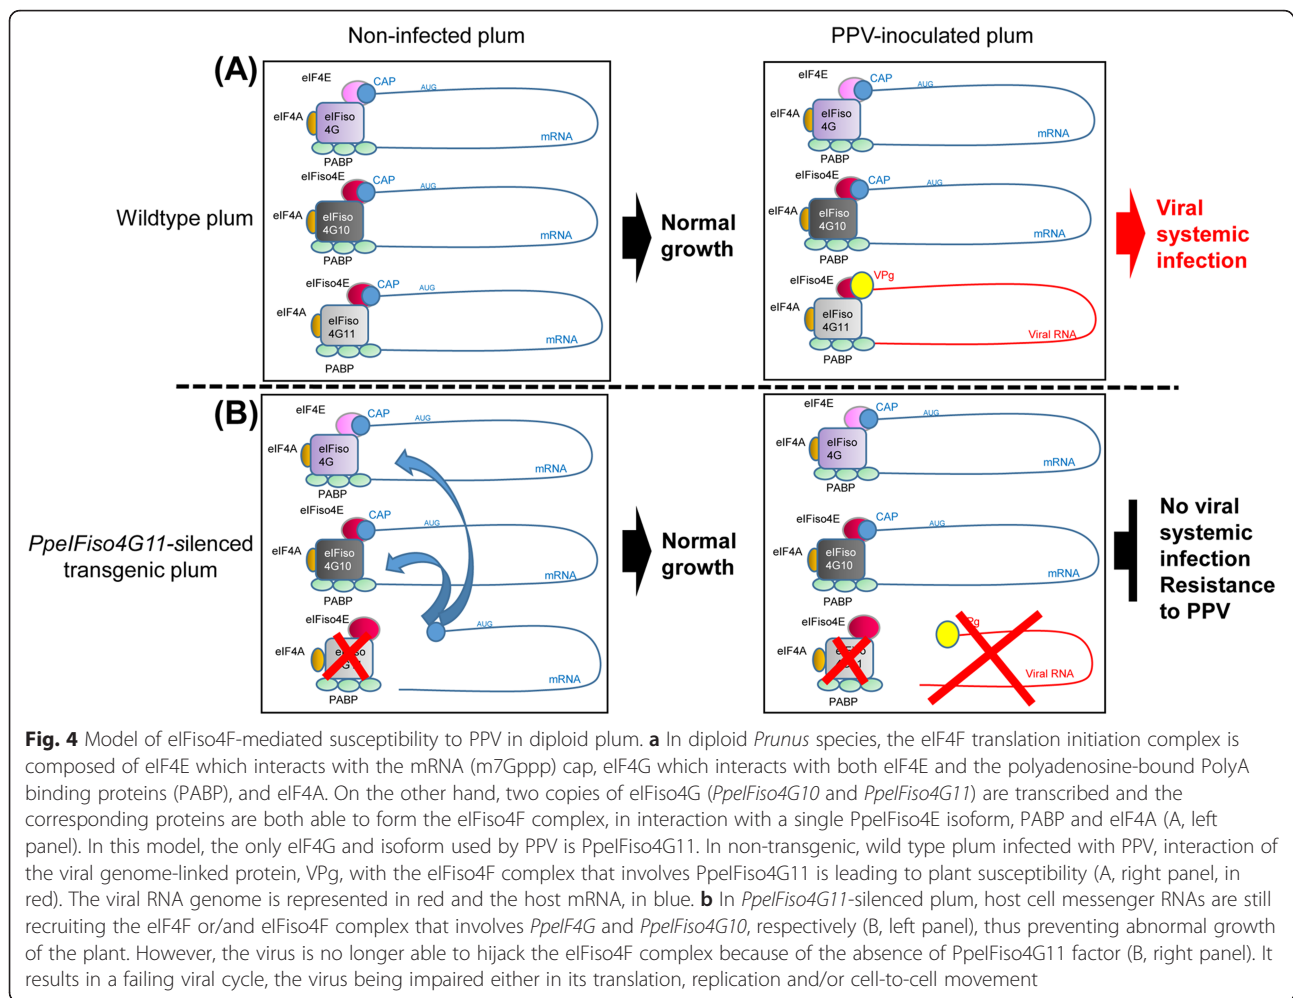 Non-infected plum
PPV-inoculated plum
(A)
eIF4E
CAP
AUG
eIF4A
eIFiso
4G
mRNA
PABP
eIFiso4E
CAP
AUG
eIF4A
eIFiso
4G10
mRNA
PABP
eIFiso4E
CAP
AUG
eIF4A
eIFiso
4G11
mRNA
PABP
Wildtype plum
Normal
growth
eIF4E
CAP
AUG
eIF4A
eIFiso
4G
mRNA
PABP
eIFiso4E
CAP
AUG
eIF4A
eIFiso
4G10
mRNA
PABP
eIFiso4E
VPg
eIF4A
eIFiso
4G11
Viral RNA
PABP
Viral
systemic
infection
(B)
eIF4E
CAP
AUG
eIF4A
eIFiso
4G
mRNA
PABP
eIFiso4E
CAP
AUG
eIF4A
eIFiso
4G10
mRNA
PABP
eIFiso4E
AUG
eIF4A
mRNA
PABP
PpeIFiso4G11-silenced
transgenic plum
Normal
growth
eIF4E
CAP
AUG
eIF4A
eIFiso
4G
mRNA
PABP
eIFiso4E
CAP
AUG
eIF4A
eIFiso
4G10
mRNA
PABP
eIFiso4E
eIF4A
Viral RNA
PABP
No viral
systemic
infection
Resistance
to PPV
Fig. 4 Model of eIFiso4F-mediated susceptibility to PPV in diploid plum. a In diploid Prunus species, the eIF4F translation initiation complex is
composed of eIF4E which interacts with the mRNA (m7Gppp) cap, eIF4G which interacts with both eIF4E and the polyadenosine-bound PolyA
binding proteins (PABP), and eIF4A. On the other hand, two copies of eIFiso4G (PpeIFiso4G10 and PpeIFiso4G11) are transcribed and the
corresponding proteins are both able to form the eIFiso4F complex, in interaction with a single PpeIFiso4E isoform, PABP and eIF4A (A, left
panel). In this model, the only eIF4G and isoform used by PPV is PpeIFiso4G11. In non-transgenic, wild type plum infected with PPV, interaction of
the viral genome-linked protein, VPg, with the eIFiso4F complex that involves PpeIFiso4G11 is leading to plant susceptibility (A, right panel, in
red). The viral RNA genome is represented in red and the host mRNA, in blue. b In PpeIFiso4G11-silenced plum, host cell messenger RNAs are still
recruiting the eIF4F or/and eIFiso4F complex that involves PpeIF4G and PpeIFiso4G10, respectively (B, left panel), thus preventing abnormal growth
of the plant. However, the virus is no longer able to hijack the eIFiso4F complex because of the absence of PpeIFiso4G11 factor (B, right panel). It
results in a failing viral cycle, the virus being impaired either in its translation, replication and/or cell-to-cell movement